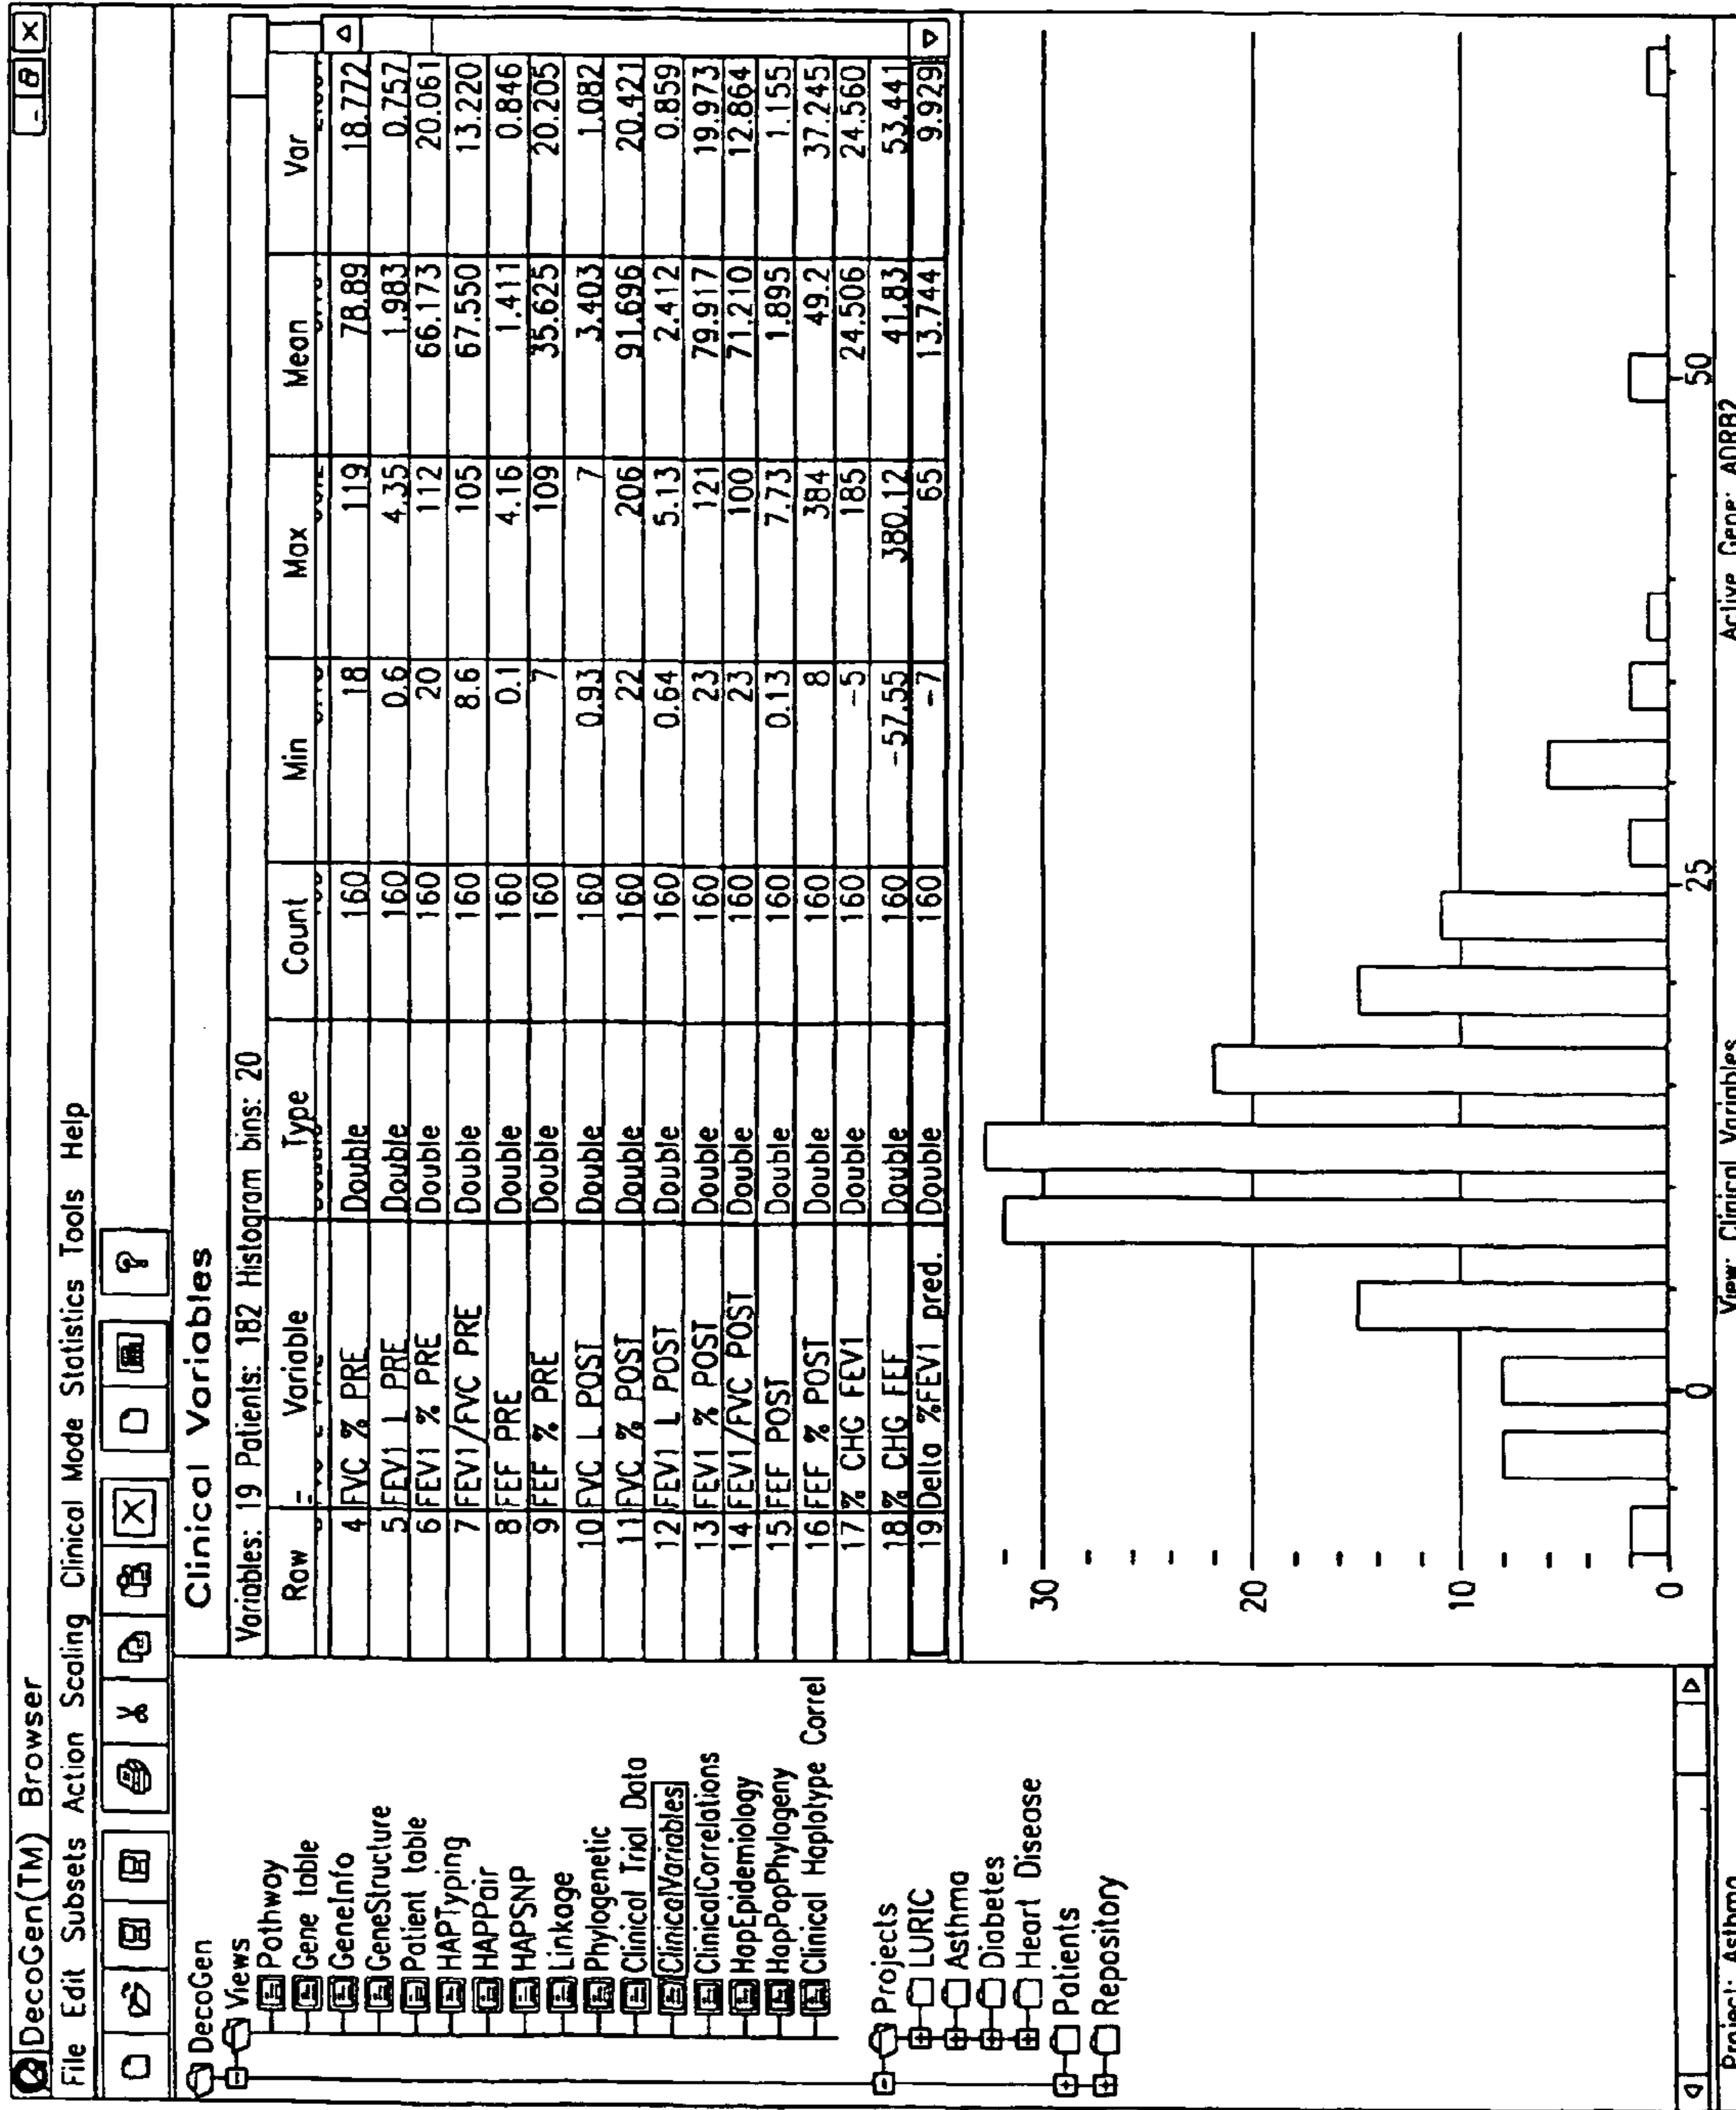 DecoGen(TM) Browser
File Edit Subsets Action Scaling Clinical Mode Statistics Tools Help
?
DecoGen
Views
Pathway
Gene table
GeneInfo
GeneStructure
Patient table
HAPTyping
HAPPair
HAPSNP
Linkage
Phylogenetic
Clinical Trial Data
ClinicalVariables
ClinicalCorrelations
HapEpidemiology
HapPopPhylogeny
Clinical Haplotype Correl
Projects
LURIC
Asthma
Diabetes
Heart Disease
Patients
Repository
Clinical Variables
Variables: 19 Patients: 182 Histogram bins: 20
Row Variable Type Count Min Max Mean Var
4 FVC % PRE Double 160 18 119 78.89 18.772
5 FEV1 L PRE Double 160 0.6 4.35 1.983 0.757
6 FEV1 % PRE Double 160 20 112 66.173 20.061
7 FEV1/FVC PRE Double 160 8.6 105 67.550 13.220
8 FEF PRE Double 160 0.1 4.16 1.411 0.846
9 FEF % PRE Double 160 7 109 35.625 20.205
10 FVC L POST Double 160 0.93 7 3.403 1.082
11 FVC % POST Double 160 22 206 91.696 20.421
12 FEV1 L POST Double 160 0.64 5.13 2.412 0.859
13 FEV1 % POST Double 160 23 121 79.917 19.973
14 FEV1/FVC POST Double 160 23 100 71.210 12.864
15 FEF POST Double 160 0.13 7.73 1.895 1.155
16 FEF % POST Double 160 8 384 49.2 37.245
17 % CHG FEV1 Double 160 -5 185 24.506 24.560
18 % CHG FEF Double 160 -57.55 380.12 41.83 53.441
19 Delta %FEV1 pred. Double 160 -7 65 13.744 9.929
30
20
10
0
0 25 50
Project: Asthma View: Clinical Variables Active Gene: ADRB2